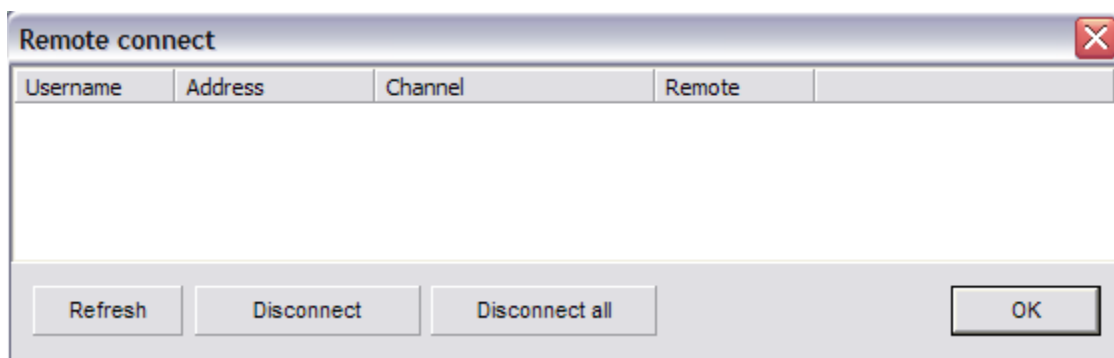 Remote connect
Username Address Channel Remote
Refresh Disconnect Disconnect all OK